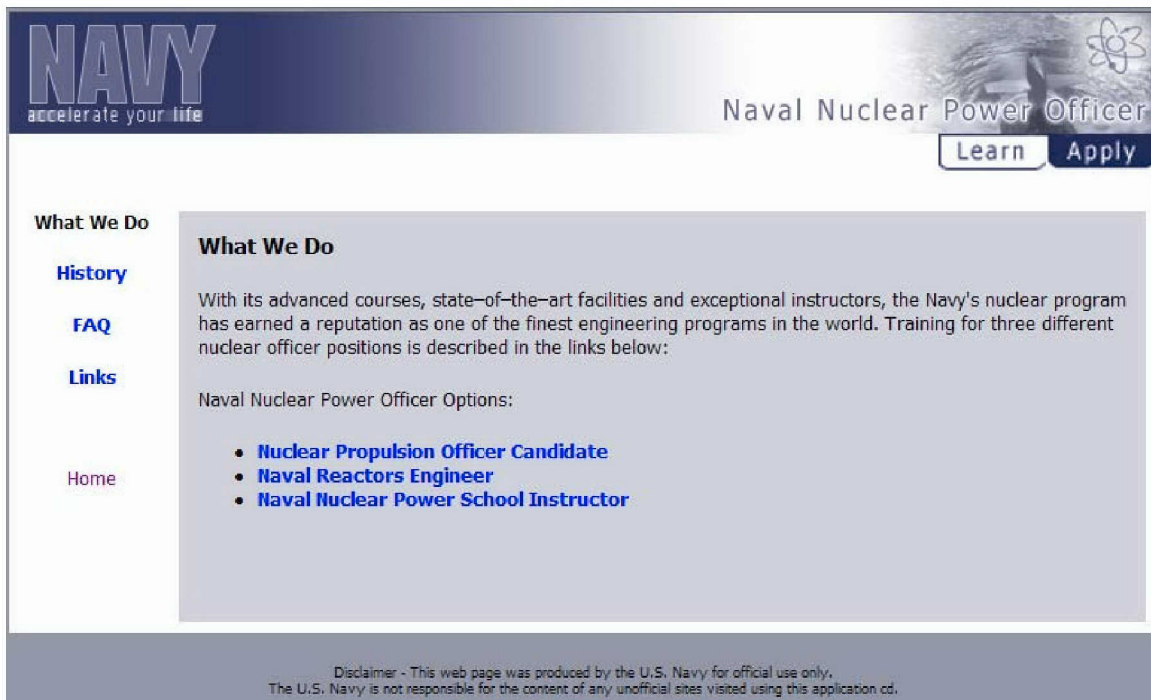 NAVY
accelerate your life
Naval Nuclear Power Officer
Learn
Apply
What We Do
History
FAQ
Links
Home
What We Do
With its advanced courses, state–of–the–art facilities and exceptional instructors, the Navy's nuclear program
has earned a reputation as one of the finest engineering programs in the world. Training for three different
nuclear officer positions is described in the links below:
Naval Nuclear Power Officer Options:
• Nuclear Propulsion Officer Candidate
• Naval Reactors Engineer
• Naval Nuclear Power School Instructor
Disclaimer - This web page was produced by the U.S. Navy for official use only.
The U.S. Navy is not responsible for the content of any unofficial sites visited using this application cd.